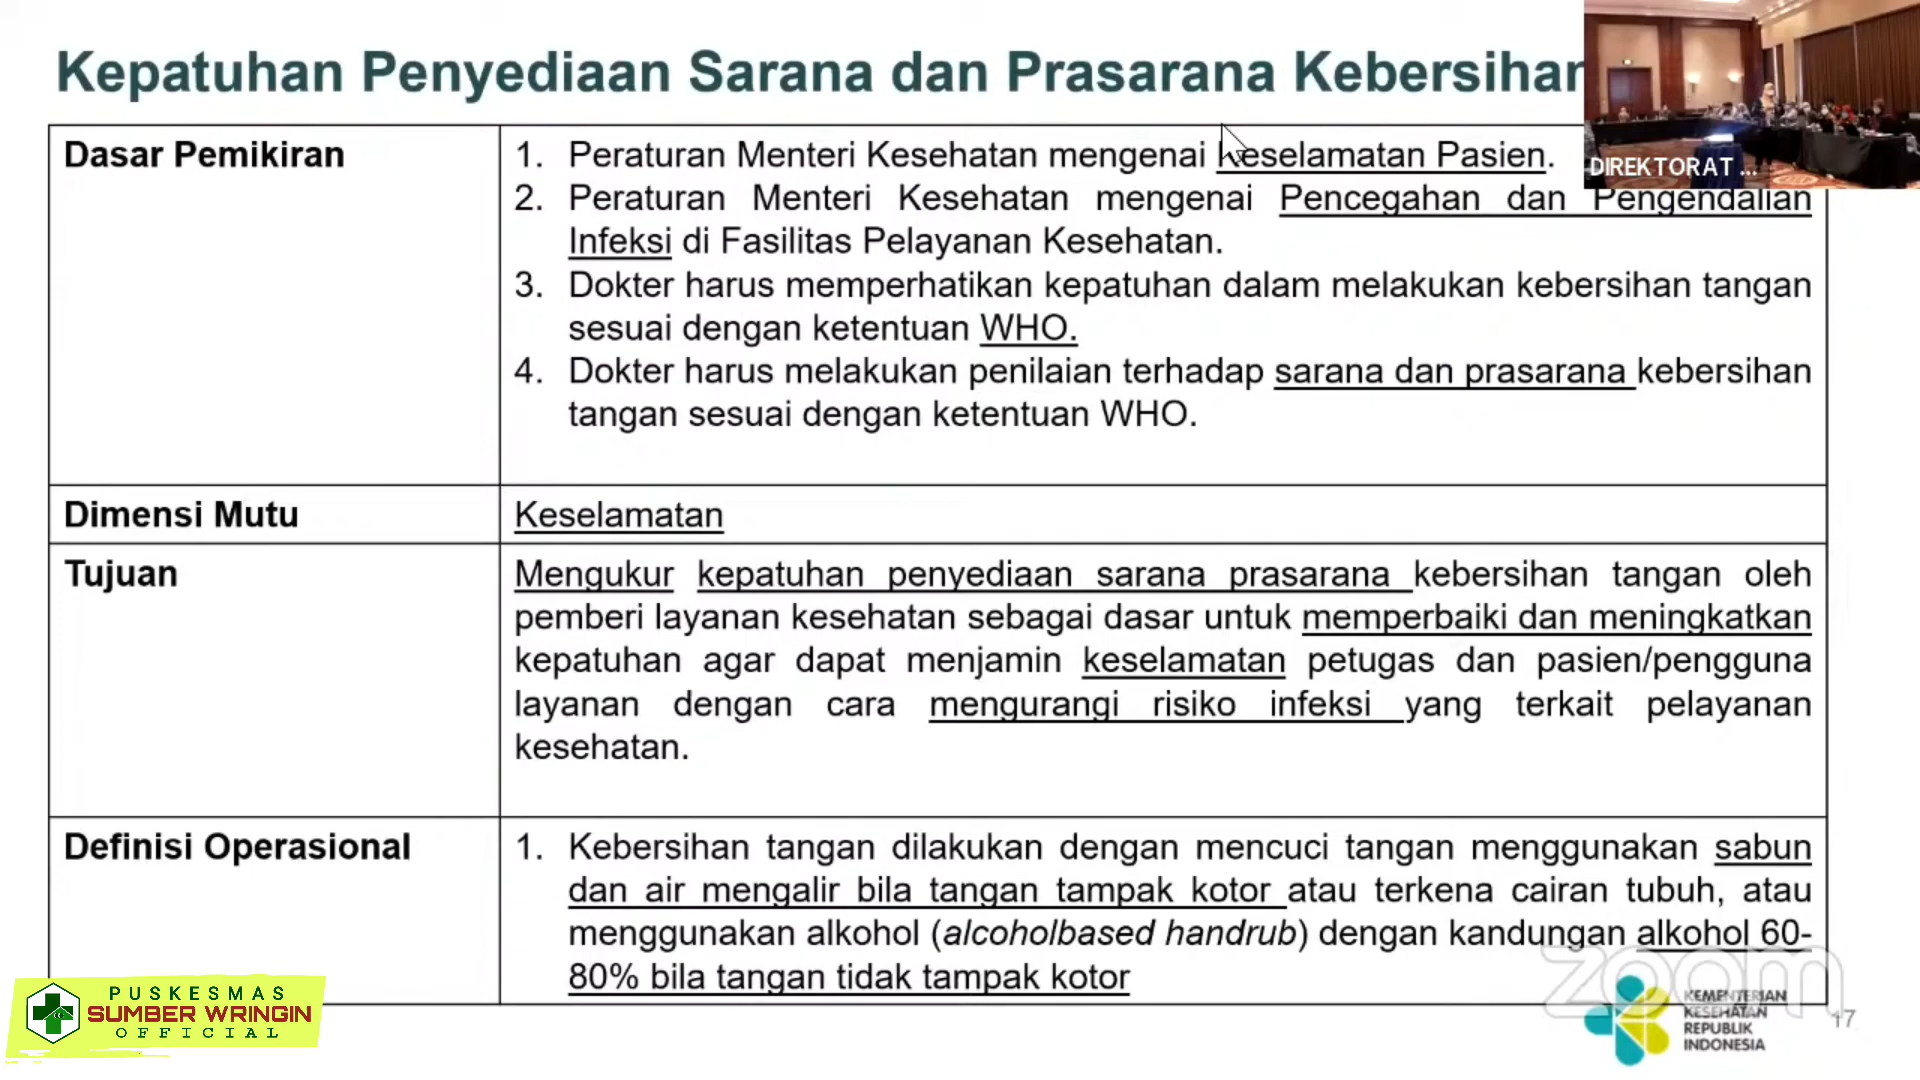 Kepatuhan Penyediaan Sarana dan Prasarana Kebersihan
DIREKTORAT ...
Dasar Pemikiran
1. Peraturan Menteri Kesehatan mengenai Keselamatan Pasien.
2. Peraturan Menteri Kesehatan mengenai Pencegahan dan Pengendalian
Infeksi di Fasilitas Pelayanan Kesehatan.
3. Dokter harus memperhatikan kepatuhan dalam melakukan kebersihan tangan
sesuai dengan ketentuan WHO.
4. Dokter harus melakukan penilaian terhadap sarana dan prasarana kebersihan
tangan sesuai dengan ketentuan WHO.
Dimensi Mutu
Keselamatan
Tujuan
Mengukur kepatuhan penyediaan sarana prasarana kebersihan tangan oleh
pemberi layanan kesehatan sebagai dasar untuk memperbaiki dan meningkatkan
kepatuhan agar dapat menjamin keselamatan petugas dan pasien/pengguna
layanan dengan cara mengurangi risiko infeksi yang terkait pelayanan
kesehatan.
Definisi Operasional
1. Kebersihan tangan dilakukan dengan mencuci tangan menggunakan sabun
dan air mengalir bila tangan tampak kotor atau terkena cairan tubuh, atau
menggunakan alkohol (alcoholbased handrub) dengan kandungan alkohol 60-
80% bila tangan tidak tampak kotor
zoom
PUSKESMAS
SUMBER WRINGIN
OFFICIAL
KEMENTERIAN
KESEHATAN
REPUBLIK
INDONESIA
17